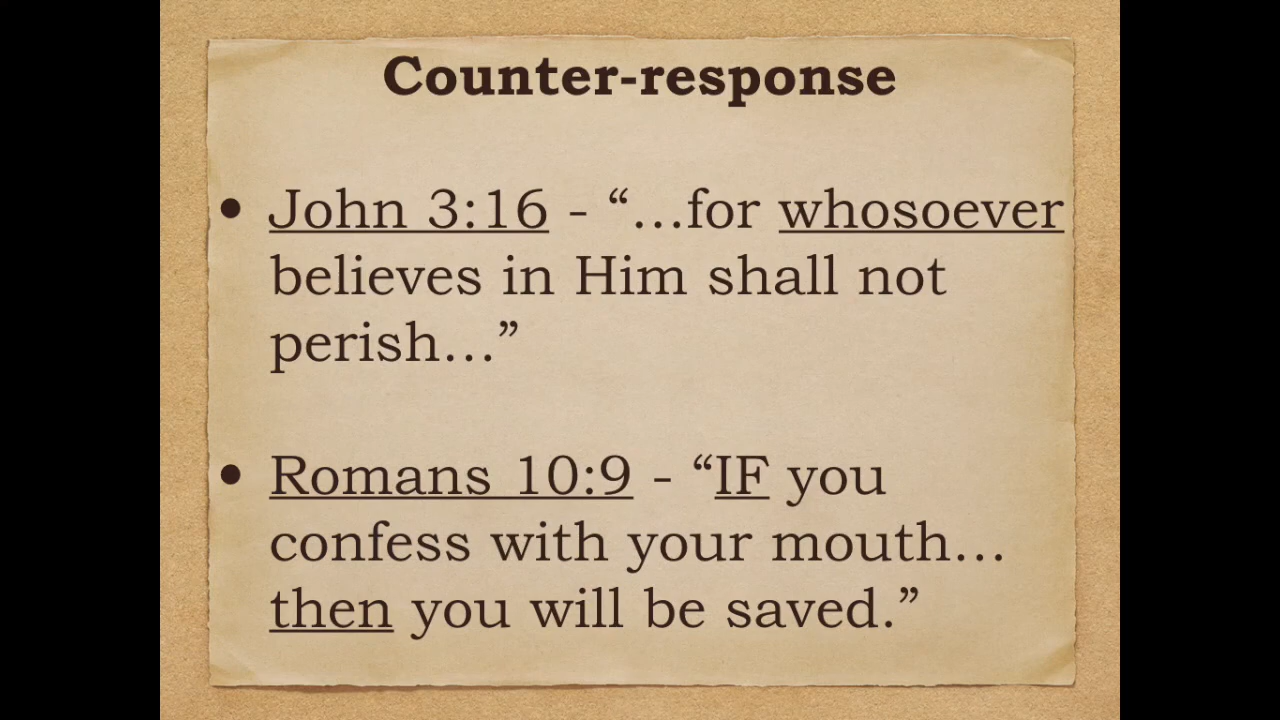 Counter-response
• John 3:16 - “…for whosoever
believes in Him shall not
perish…”
• Romans 10:9 - “IF you
confess with your mouth…
then you will be saved.”